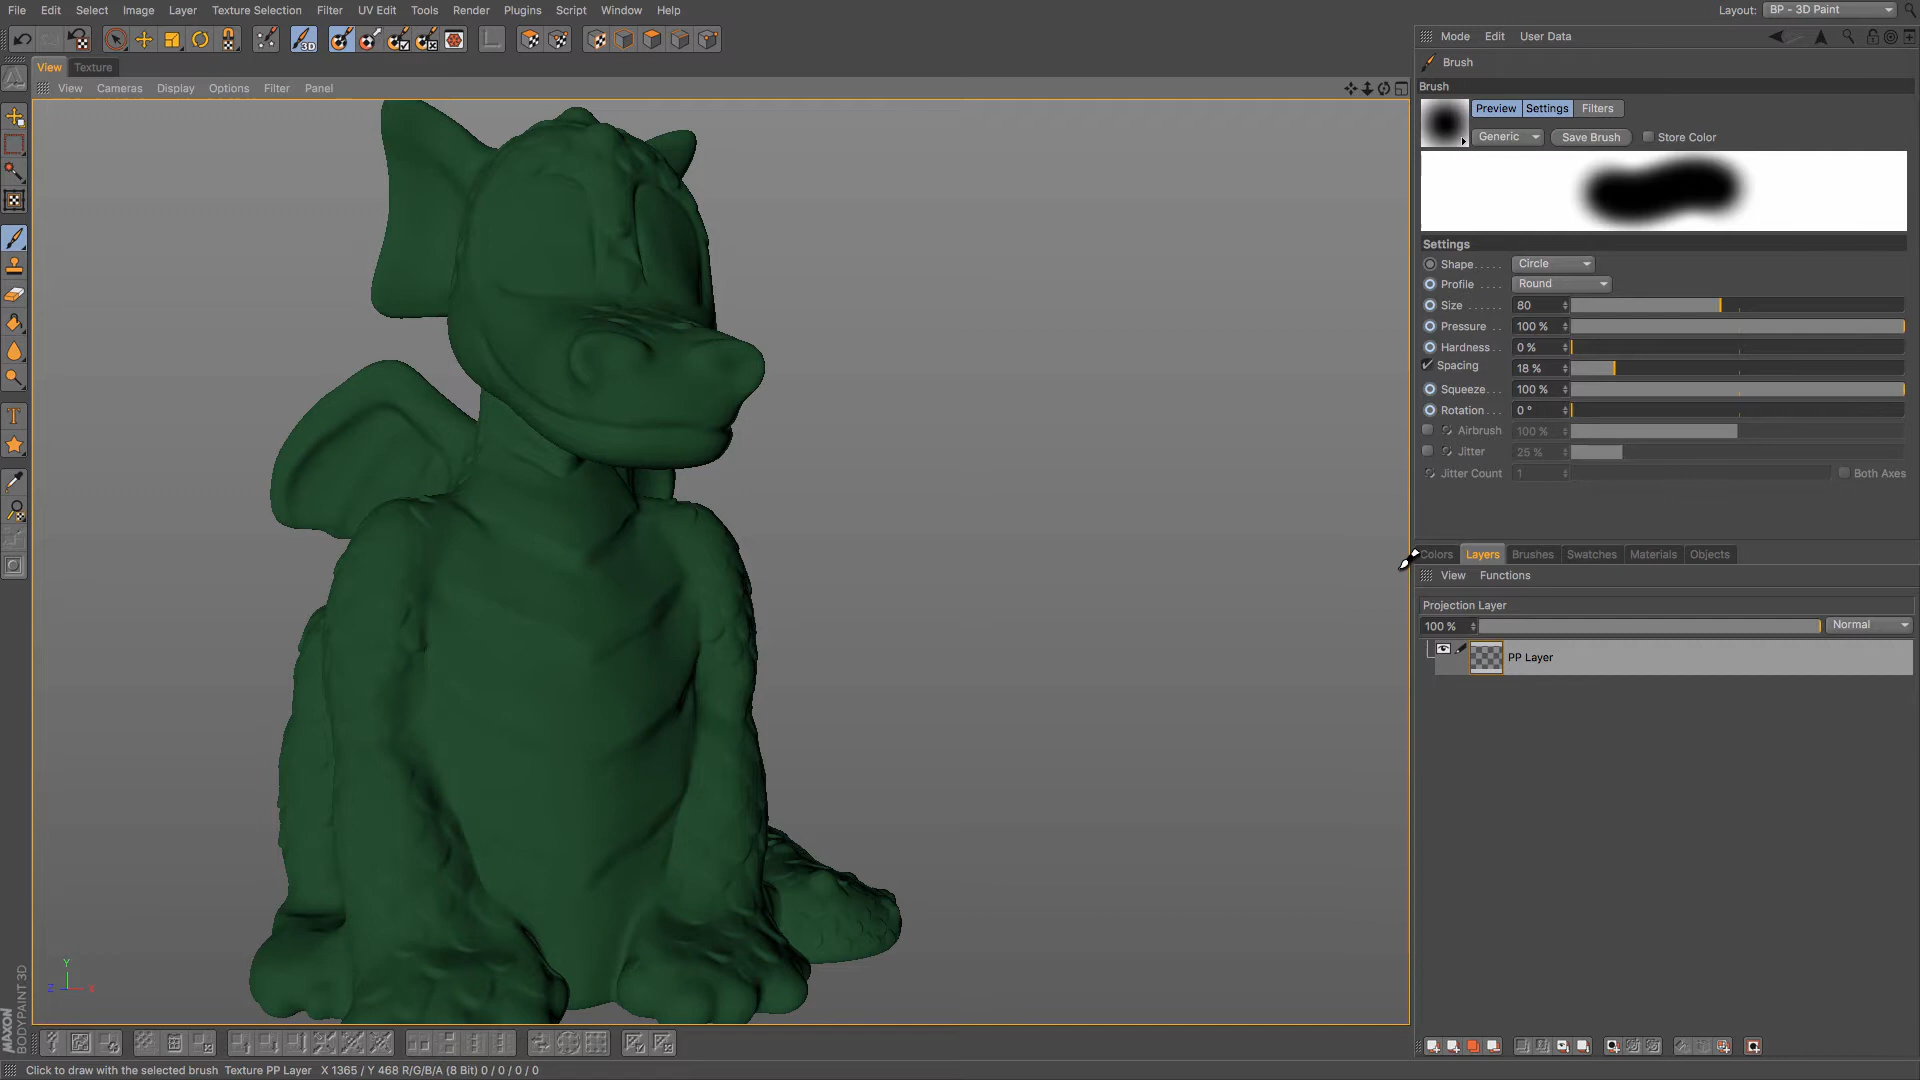 File Edit Select Image Layer Texture Selection Filter UV Edit Tools Render Plugins Script Window Help Layout: BP - 3D Paint
3D
Mode Edit User Data
View Texture
Brush
View Cameras Display Options Filter Panel
Brush
Preview Settings Filters
Generic Save Brush Store Color
Settings
Shape..... Circle
Profile .... Round
Size ...... 80
Pressure .. 100 %
Hardness.. 0 %
Spacing 18 %
Squeeze... 100 %
Rotation... 0 °
Airbrush 100 %
Jitter 25 %
Jitter Count 1 Both Axes
Colors Layers Brushes Swatches Materials Objects
View Functions
Projection Layer
100 % Normal
PP Layer
Y
Z X
MAXON
BODYPAINT 3D
Click to draw with the selected brush Texture PP Layer X 1365 / Y 468 R/G/B/A (8 Bit) 0 / 0 / 0 / 0